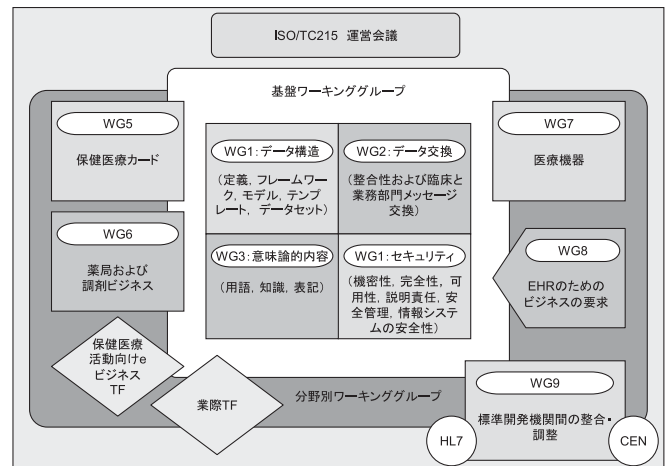 ISO/TC215 運営会議
基盤ワーキンググループ
WG5
保健医療カード
WG1:データ構造
(定義, フレームワー
ク, モデル, テンプ
レート, データセット)
WG2:データ交換
(整合性および臨床と
業務部門メッセージ
交換)
WG7
医療機器
WG6
薬局および
調剤ビジネス
WG3:意味論的内容
(用語, 知識, 表記)
WG1:セキュリティ
(機密性, 完全性, 可
用性, 説明責任, 安
全管理, 情報システ
ムの安全性)
WG8
EHRのための
ビジネスの要求
保健医療
活動向けe
ビジネス
TF
業際TF
分野別ワーキンググループ
WG9
標準開発機関間の整合・
調整
HL7
CEN